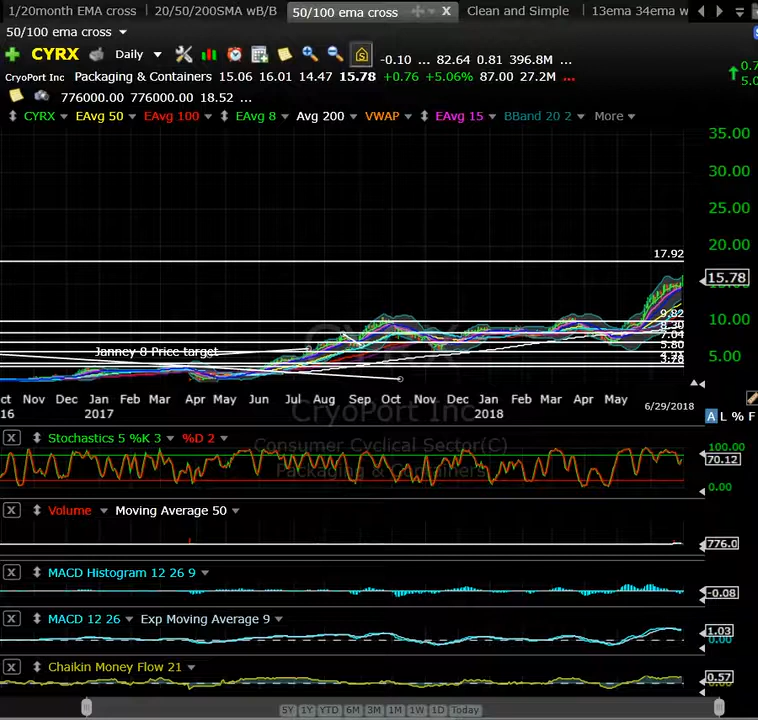 1/20month EMA cross 20/50/200SMA wB/B 50/100 ema cross X Clean and Simple 13ema 34ema w
50/100 ema cross
CYRX Daily -0.10 ... 82.64 0.81 396.8M ...
CryoPort Inc Packaging & Containers 15.06 16.01 14.47 15.78 +0.76 +5.06% 87.00 27.2M ...
776000.00 776000.00 18.52 ...
CYRX EAvg 50 EAvg 100 EAvg 8 Avg 200 VWAP EAvg 15 BBand 20 2 More
35.00
30.00
25.00
20.00
17.92
15.78
10.00
9.82
8.30
7.04
5.80
5.00
3.78
Janney 8 Price target
CYRX
Nov Dec Jan Feb Mar Apr May Jun Jul Aug Sep Oct Nov Dec Jan Feb Mar Apr May
16 2017 2018 6/29/2018
A L % F
CryoPort Inc
Consumer Cyclical Sector(C)
Packaging & Containers
X Stochastics 5 %K 3 %D 2
100.00
70.12
0.00
X Volume Moving Average 50
776.0
X MACD Histogram 12 26 9
-0.08
X MACD 12 26 Exp Moving Average 9
1.03
X Chaikin Money Flow 21
0.57
5Y 1Y YTD 6M 3M 1M 1W 1D Today